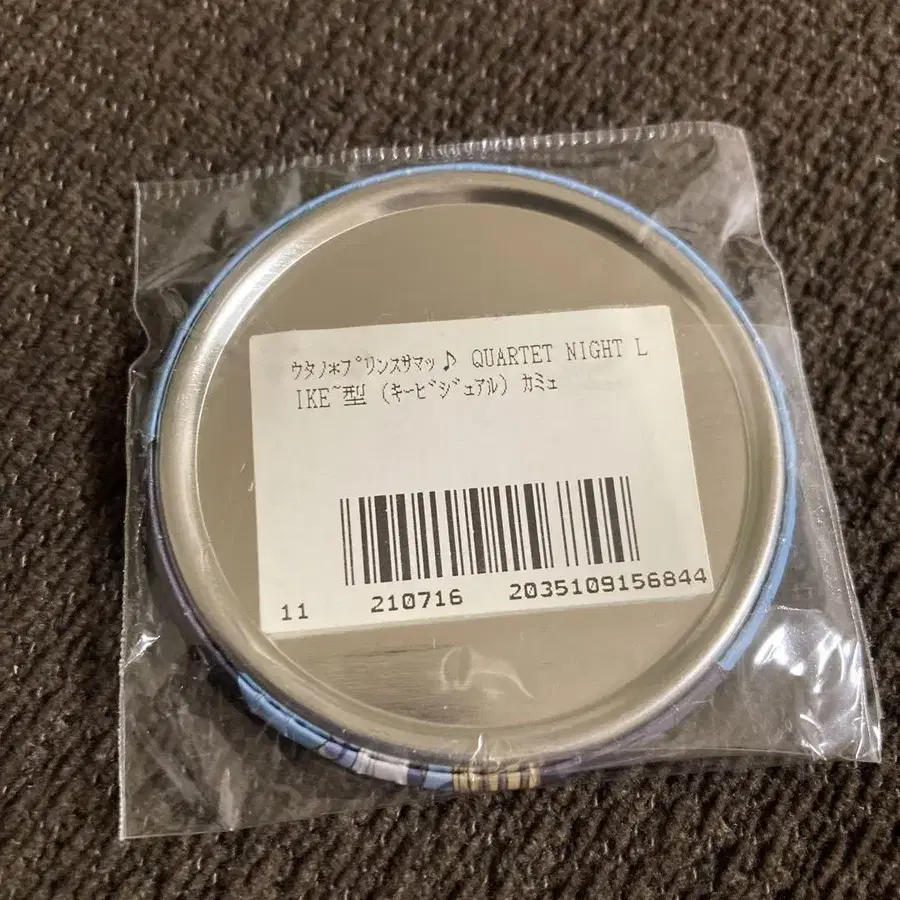 ｳﾀﾉ*ﾌﾟﾘﾝｽｻﾏｯ♪ QUARTET NIGHT L
IKE~型 (ｷｰﾋﾞｼﾞｭｱﾙ) ｶﾐｭ
11 210716 2035109156844